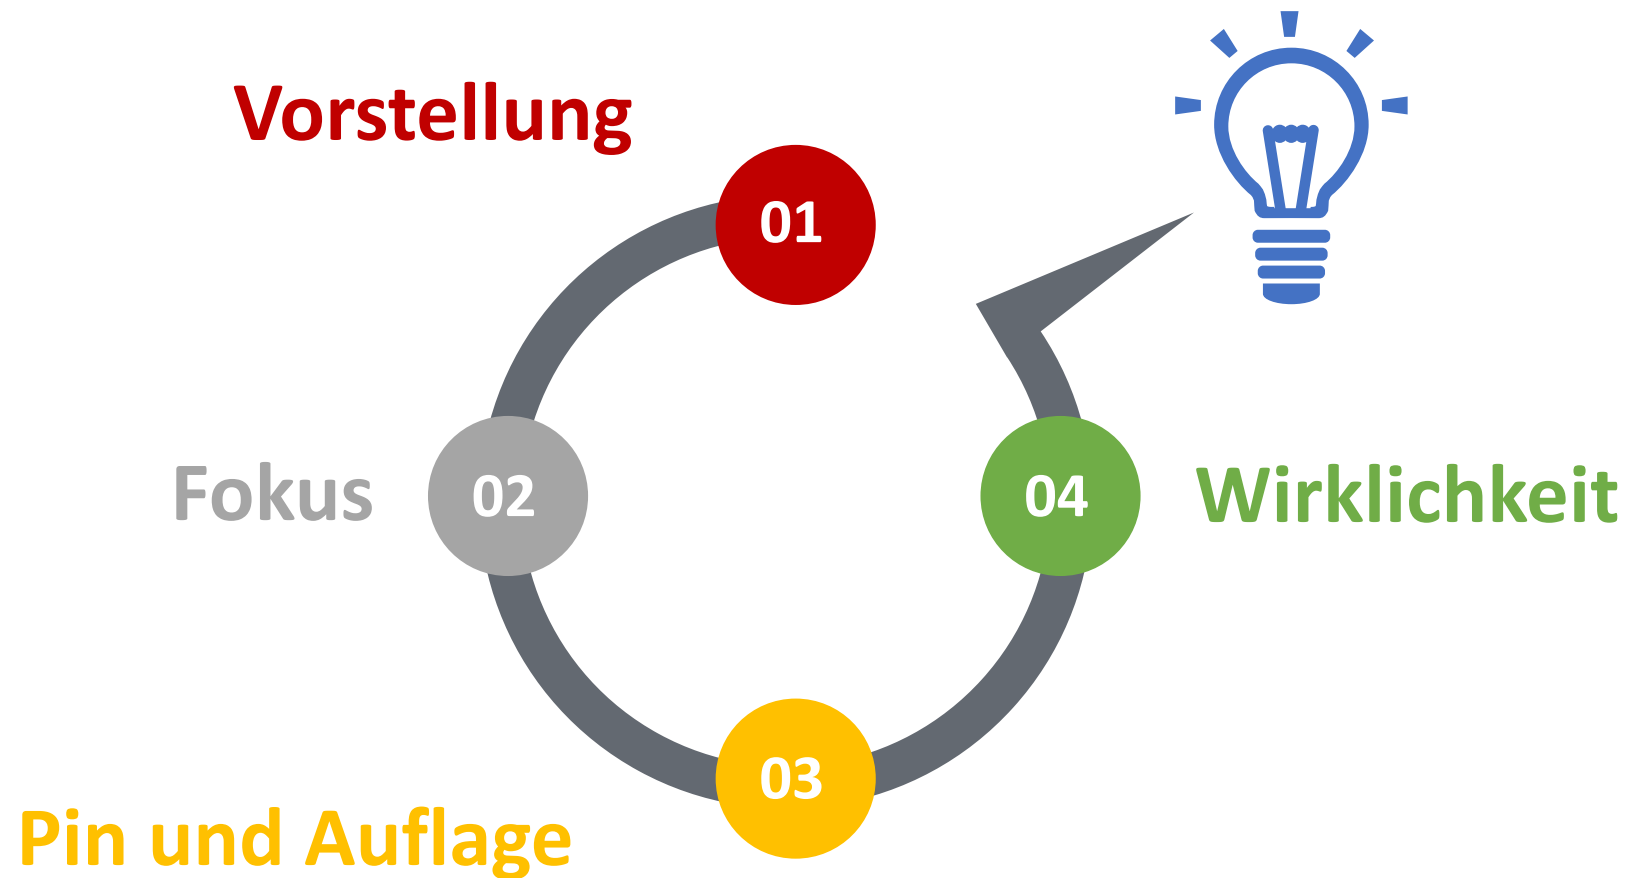 Vorstellung
01
Fokus
02
04
Wirklichkeit
03
Pin und Auflage